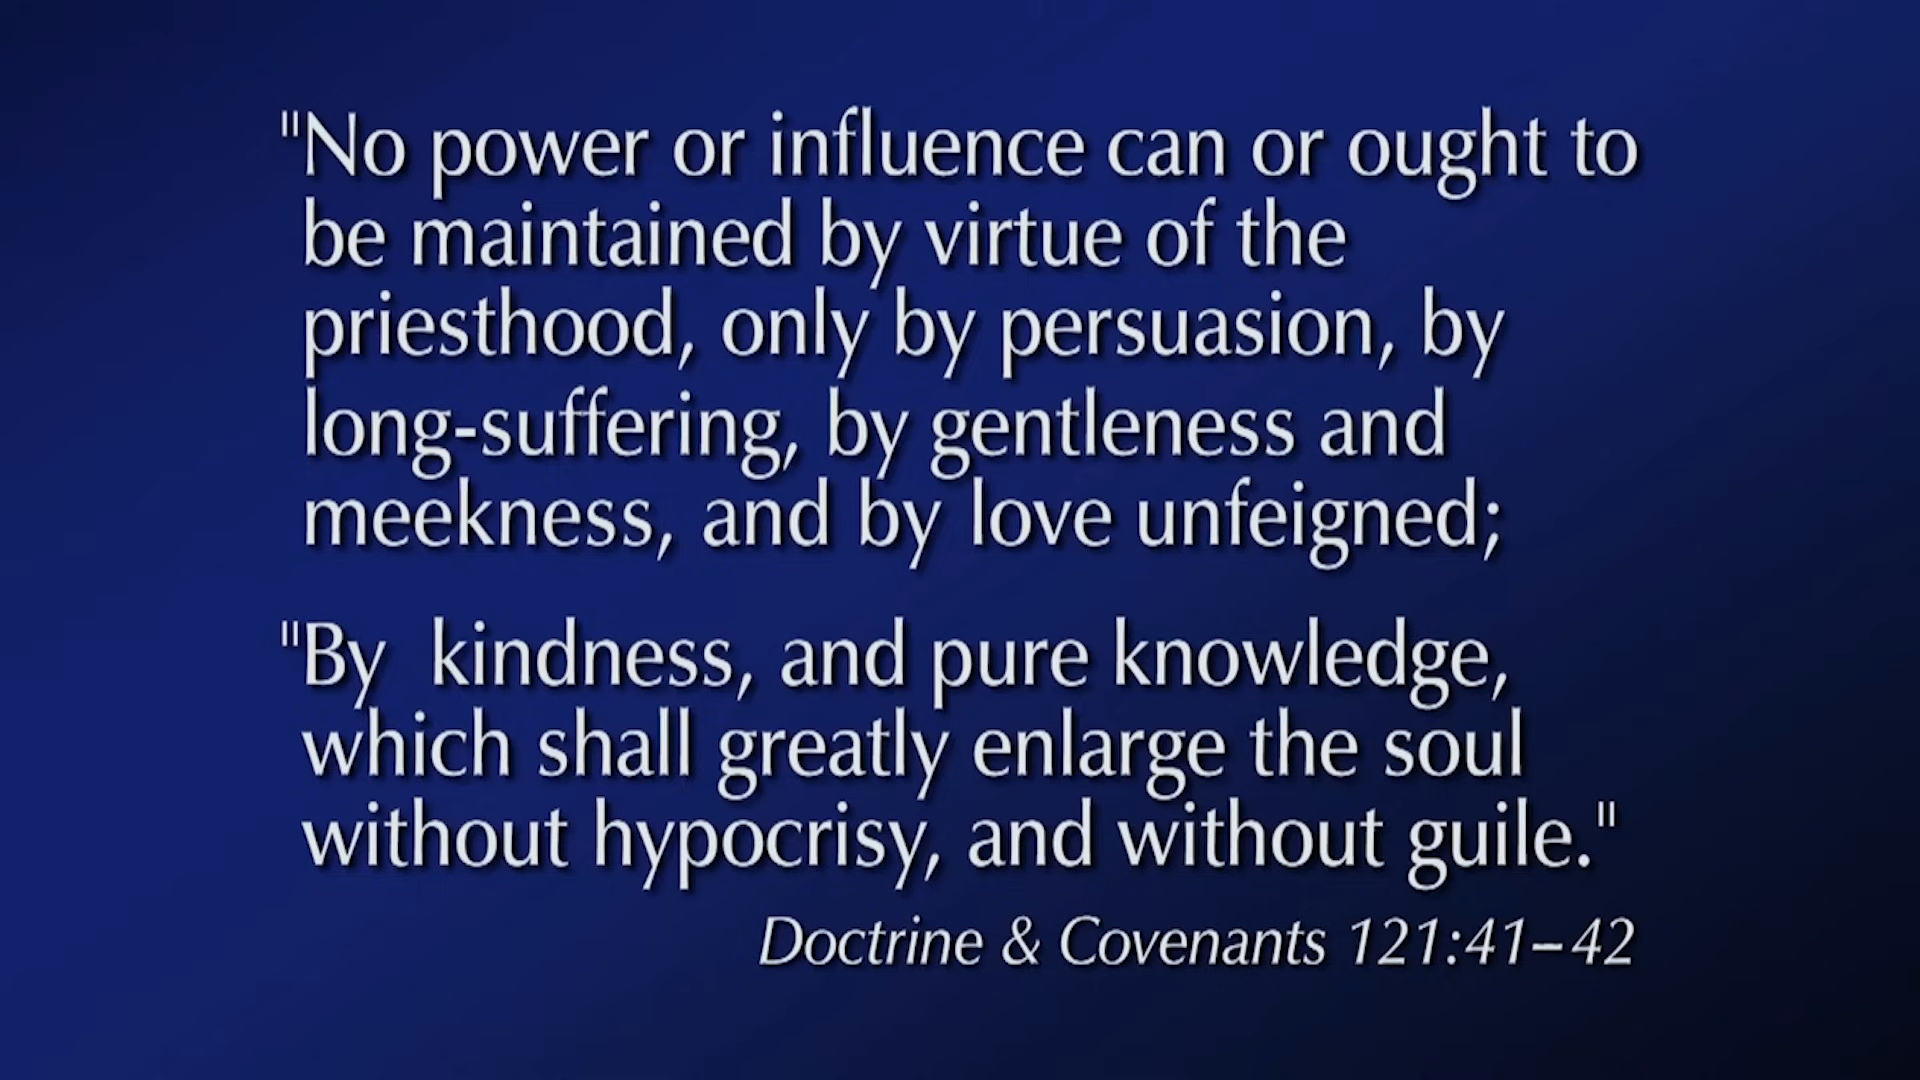 "No power or influence can or ought to
be maintained by virtue of the
priesthood, only by persuasion, by
long-suffering, by gentleness and
meekness, and by love unfeigned;
"By kindness, and pure knowledge,
which shall greatly enlarge the soul
without hypocrisy, and without guile."
Doctrine & Covenants 121:41–42